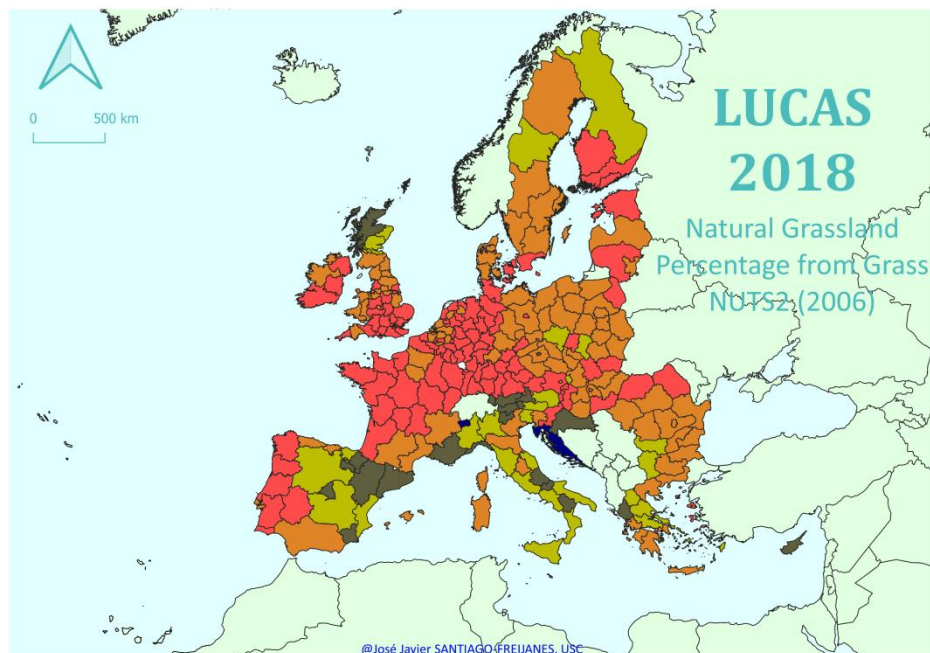 0 500 km
LUCAS
2018
Natural Grassland
Percentage from Grass
NUTS2 (2006)
@José Javier SANTIAGO-FREIJANES, USC